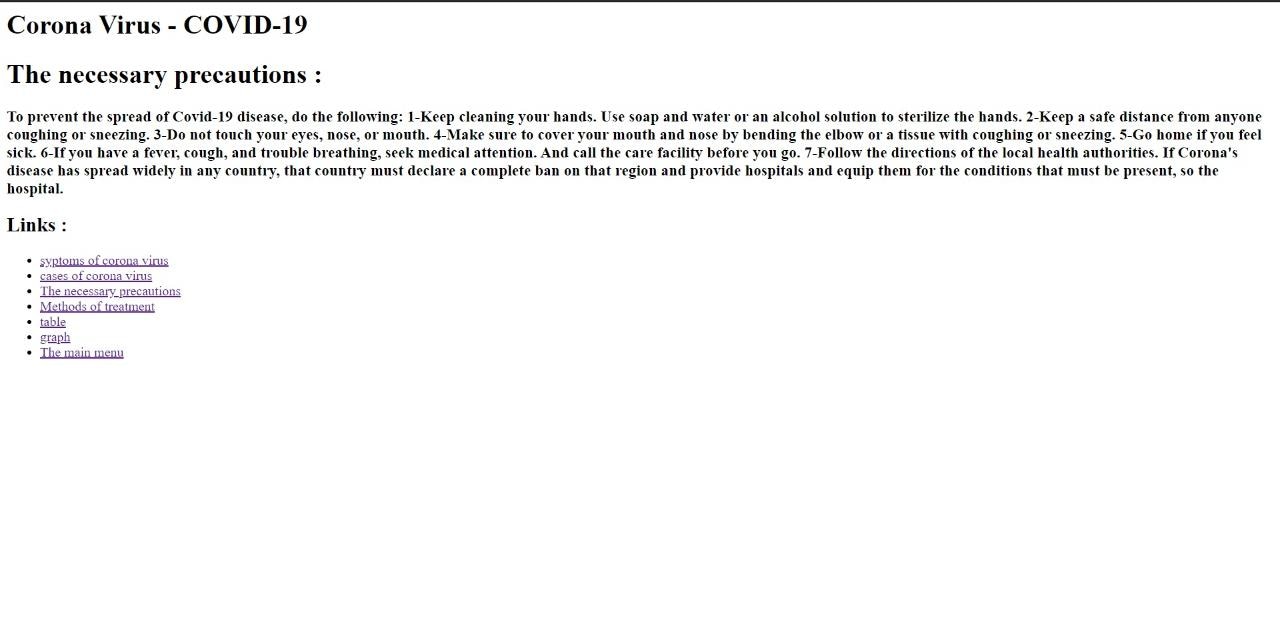 Corona Virus - COVID-19
The necessary precautions :
To prevent the spread of Covid-19 disease, do the following: 1-Keep cleaning your hands. Use soap and water or an alcohol solution to sterilize the hands. 2-Keep a safe distance from anyone
coughing or sneezing. 3-Do not touch your eyes, nose, or mouth. 4-Make sure to cover your mouth and nose by bending the elbow or a tissue with coughing or sneezing. 5-Go home if you feel
sick. 6-If you have a fever, cough, and trouble breathing, seek medical attention. And call the care facility before you go. 7-Follow the directions of the local health authorities. If Corona's
disease has spread widely in any country, that country must declare a complete ban on that region and provide hospitals and equip them for the conditions that must be present, so the
hospital.
Links :
• syptoms of corona virus
• cases of corona virus
• The necessary precautions
• Methods of treatment
• table
• graph
• The main menu